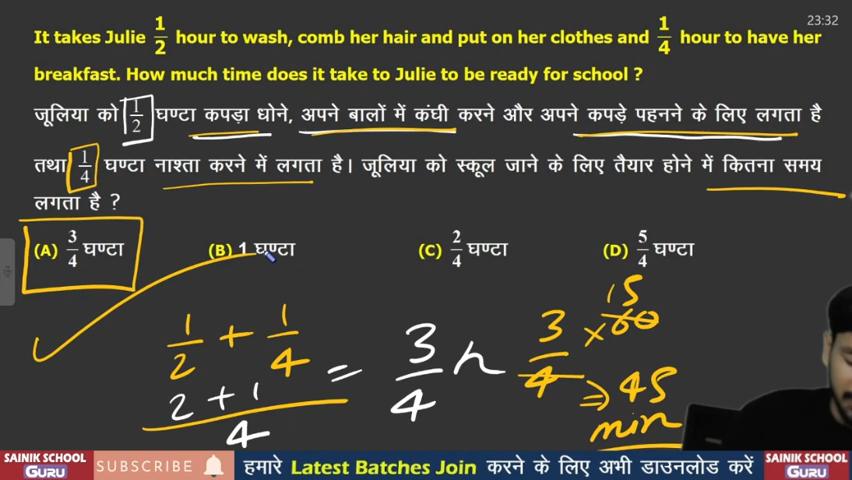 23:32
It takes Julie 1/2 hour to wash, comb her hair and put on her clothes and 1/4 hour to have her
breakfast. How much time does it take to Julie to be ready for school ?
जूलिया को 1/2 घण्टा कपड़ा धोने, अपने बालों में कंघी करने और अपने कपड़े पहनने के लिए लगता है
तथा 1/4 घण्टा नाश्ता करने में लगता है। जूलिया को स्कूल जाने के लिए तैयार होने में कितना समय
लगता है ?
(A) 3/4 घण्टा (B) 1 घण्टा (C) 2/4 घण्टा (D) 5/4 घण्टा
1/2 + 1/4
2 + 1
4
= 3/4 h
15
3/4 × 60
⇒ 45
min
SAINIK SCHOOL
GURU
SUBSCRIBE
हमारे Latest Batches Join करने के लिए अभी डाउनलोड करें
SAINIK SCHOOL
GURU